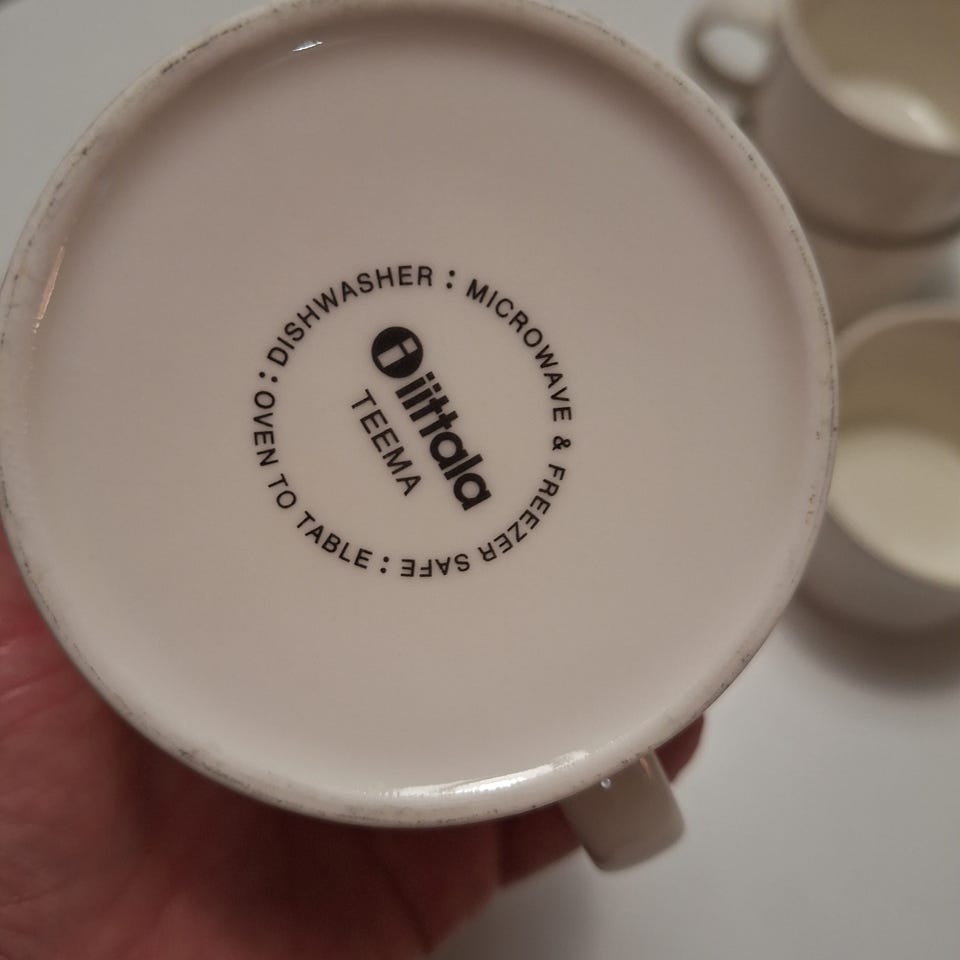 OVEN TO TABLE : DISHWASHER : MICROWAVE & FREEZER SAFE :
i iittala
TEEMA